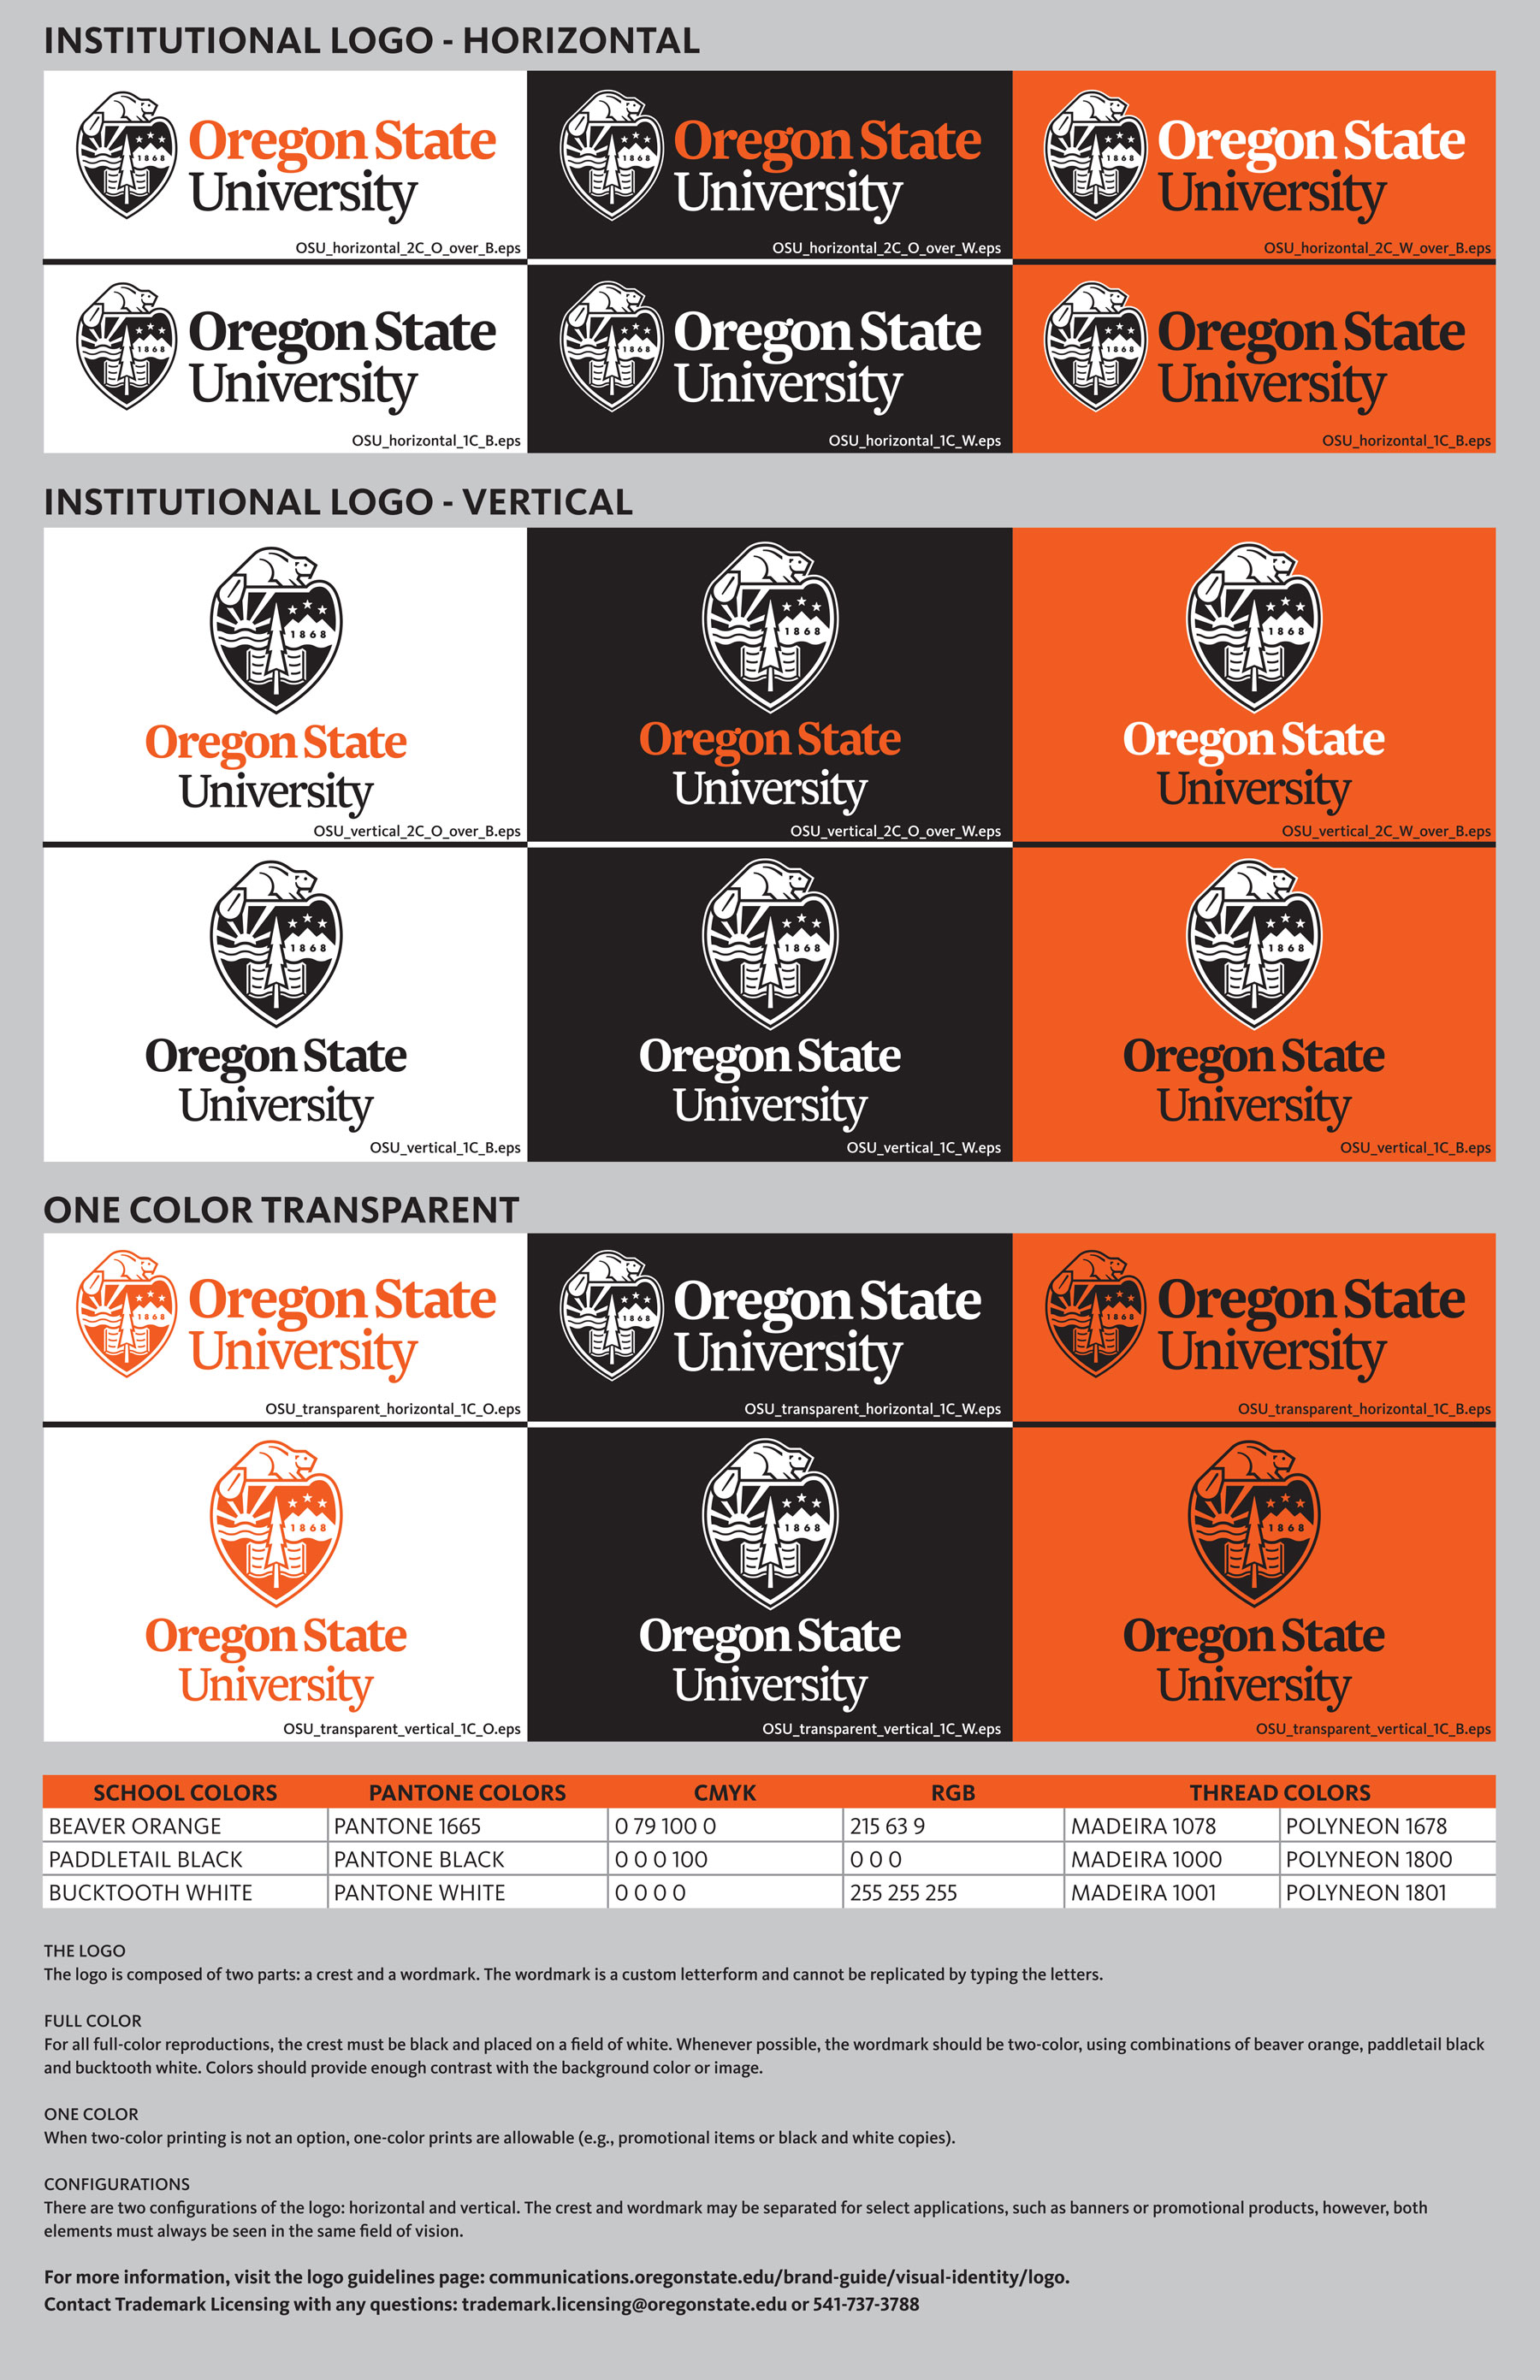 INSTITUTIONAL LOGO - HORIZONTAL
1868
Oregon State
University
OSU_horizontal_2C_O_over_B.eps
1868
Oregon State
University
OSU_horizontal_2C_O_over_W.eps
1868
Oregon State
University
OSU_horizontal_2C_W_over_B.eps
1868
Oregon State
University
OSU_horizontal_1C_B.eps
1868
Oregon State
University
OSU_horizontal_1C_W.eps
1868
Oregon State
University
OSU_horizontal_1C_B.eps
INSTITUTIONAL LOGO - VERTICAL
1868
Oregon State
University
OSU_vertical_2C_O_over_B.eps
1868
Oregon State
University
OSU_vertical_2C_O_over_W.eps
1868
Oregon State
University
OSU_vertical_2C_W_over_B.eps
1868
Oregon State
University
OSU_vertical_1C_B.eps
1868
Oregon State
University
OSU_vertical_1C_W.eps
1868
Oregon State
University
OSU_vertical_1C_B.eps
ONE COLOR TRANSPARENT
1868
Oregon State
University
OSU_transparent_horizontal_1C_O.eps
1868
Oregon State
University
OSU_transparent_horizontal_1C_W.eps
1868
Oregon State
University
OSU_transparent_horizontal_1C_B.eps
1868
Oregon State
University
OSU_transparent_vertical_1C_O.eps
1868
Oregon State
University
OSU_transparent_vertical_1C_W.eps
1868
Oregon State
University
OSU_transparent_vertical_1C_B.eps
SCHOOL COLORS PANTONE COLORS CMYK RGB THREAD COLORS
BEAVER ORANGE PANTONE 1665 0 79 100 0 215 63 9 MADEIRA 1078 POLYNEON 1678
PADDLETAIL BLACK PANTONE BLACK 0 0 0 100 0 0 0 MADEIRA 1000 POLYNEON 1800
BUCKTOOTH WHITE PANTONE WHITE 0 0 0 0 255 255 255 MADEIRA 1001 POLYNEON 1801
THE LOGO
The logo is composed of two parts: a crest and a wordmark. The wordmark is a custom letterform and cannot be replicated by typing the letters.
FULL COLOR
For all full-color reproductions, the crest must be black and placed on a field of white. Whenever possible, the wordmark should be two-color, using combinations of beaver orange, paddletail black
and bucktooth white. Colors should provide enough contrast with the background color or image.
ONE COLOR
When two-color printing is not an option, one-color prints are allowable (e.g., promotional items or black and white copies).
CONFIGURATIONS
There are two configurations of the logo: horizontal and vertical. The crest and wordmark may be separated for select applications, such as banners or promotional products, however, both
elements must always be seen in the same field of vision.
For more information, visit the logo guidelines page: communications.oregonstate.edu/brand-guide/visual-identity/logo.
Contact Trademark Licensing with any questions: trademark.licensing@oregonstate.edu or 541-737-3788